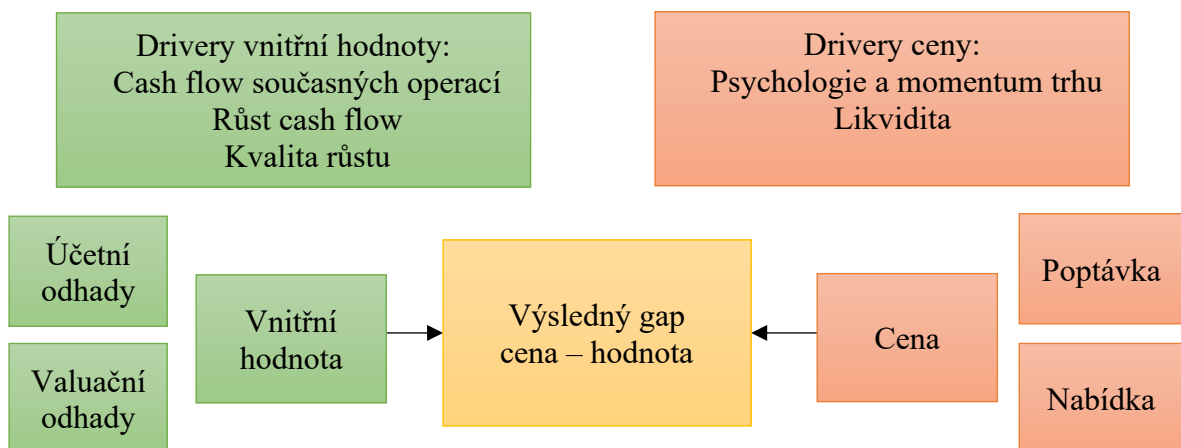 Drivery vnitřní hodnoty:
Cash flow současných operací
Růst cash flow
Kvalita růstu
Drivery ceny:
Psychologie a momentum trhu
Likvidita
Účetní
odhady
Valuační
odhady
Vnitřní
hodnota
Výsledný gap
cena – hodnota
Cena
Poptávka
Nabídka